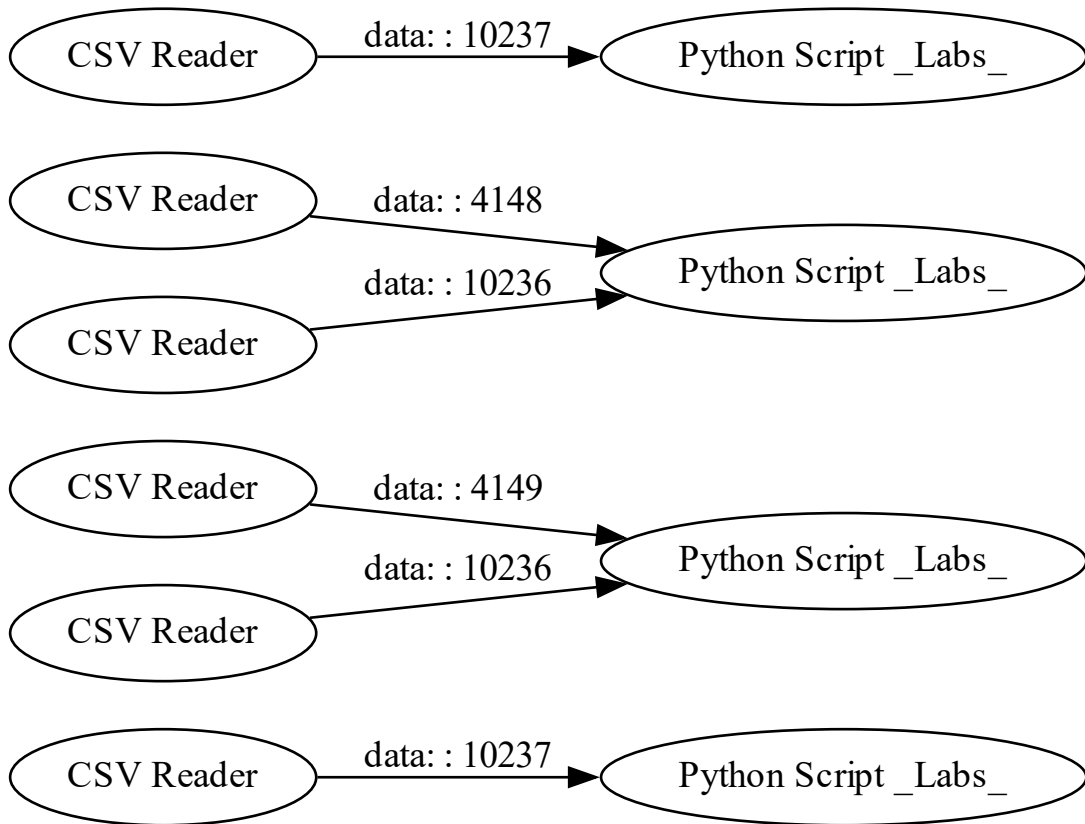 CSV Reader
data: : 10237
Python Script _Labs_
CSV Reader
data: : 4148
Python Script _Labs_
data: : 10236
CSV Reader
CSV Reader
data: : 4149
Python Script _Labs_
data: : 10236
CSV Reader
CSV Reader
data: : 10237
Python Script _Labs_